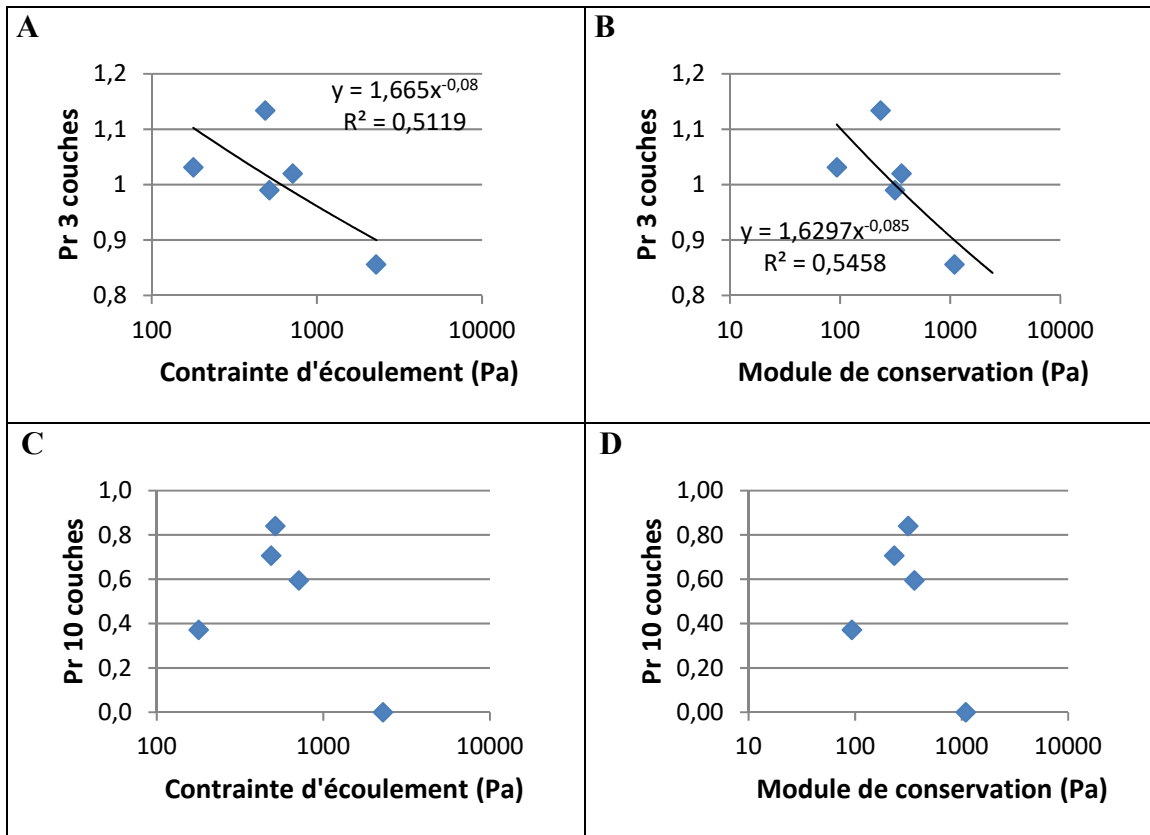 A
Pr 3 couches
1,2
1,1
1
0,9
0,8
y = 1,665x-0,08
R² = 0,5119
100 1000 10000
Contrainte d'écoulement (Pa)
B
Pr 3 couches
1,2
1,1
1
0,9
0,8
y = 1,6297x-0,085
R² = 0,5458
10 100 1000 10000
Module de conservation (Pa)
C
Pr 10 couches
1,0
0,8
0,6
0,4
0,2
0,0
100 1000 10000
Contrainte d'écoulement (Pa)
D
Pr 10 couches
1,00
0,80
0,60
0,40
0,20
0,00
10 100 1000 10000
Module de conservation (Pa)